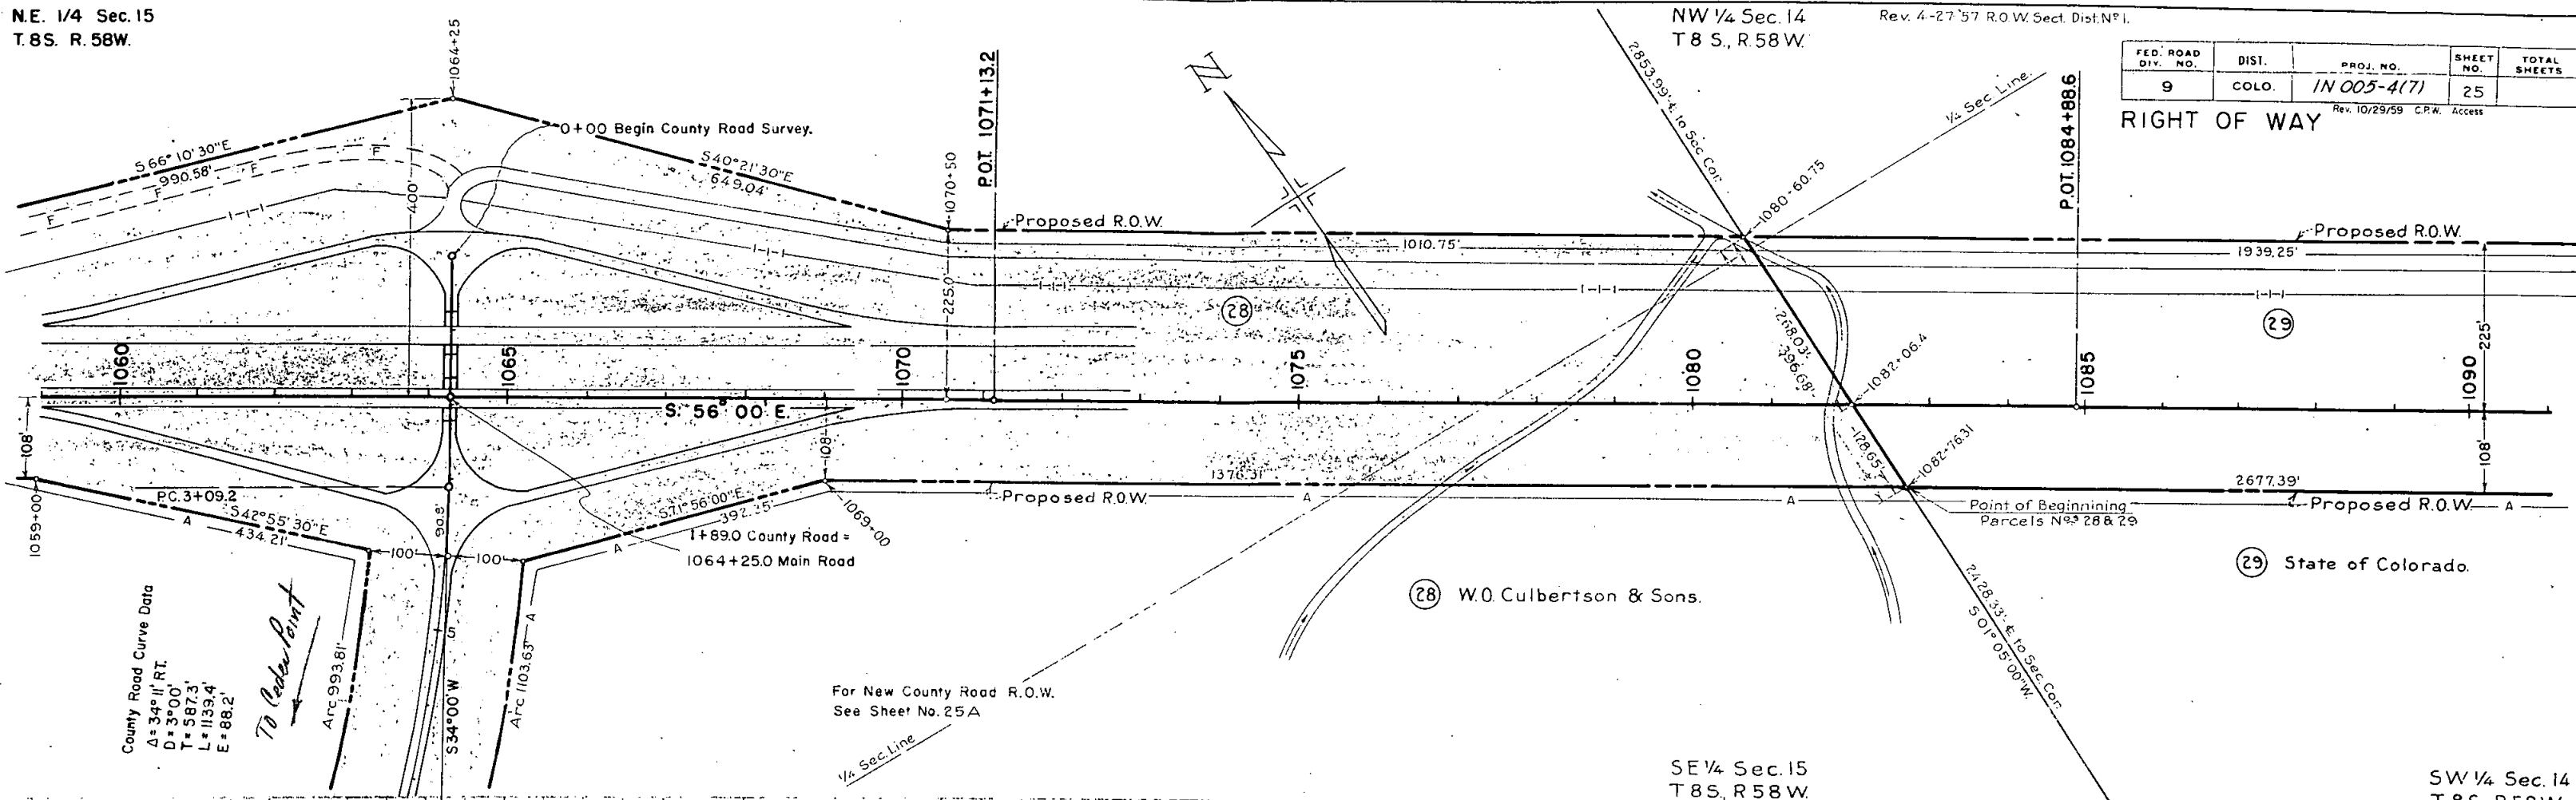 N.E. 1/4 Sec. 15
T. 8S. R. 58W.
1064+25
NW 1/4 Sec. 14
T 8 S., R. 58 W.
Rev. 4-27-57 R.O.W. Sect. Dist. Nº 1.
FED. ROAD DIV. NO.
DIST.
PROJ. NO.
SHEET NO.
TOTAL SHEETS
9
COLO.
IN 005-4(7)
25
Rev. 10/29/59 C.P.W. Access
RIGHT OF WAY
0+00 Begin County Road Survey.
S 66° 10' 30" E
990.58'
F
F
F
F
400'
S 40° 21' 30" E
649.04'
1070+50
P.O.T. 1071+13.2
N
2853.99' ℄ to Sec. Cor.
1/4 Sec. Line.
1080+60.75
P.O.T. 1084+88.6
Proposed R.O.W.
1010.75'
Proposed R.O.W.
1939.25'
I-I-I
I-I-I
I-I-I
I-I-I
225.0'
28
29
225'
268.03'
396.68'
1082+06.4
1060
1065
1070
1075
1080
1085
1090
S. 56° 00' E.
108'
108'
108'
128.65'
1082+76.31
1059+00
P.C. 3+09.2
S 42° 55' 30" E
434.21'
A
90.8'
100'
100'
S 71° 56' 00" E
A
1069+00
1+89.0 County Road =
1064+25.0 Main Road
1376.31'
Proposed R.O.W.
A
A
2677.39'
Proposed R.O.W.
A
Point of Beginnining
Parcels Nos 28 & 29
29 State of Colorado.
28 W.O. Culbertson & Sons.
County Road Curve Data
Δ = 34° 11' RT.
D = 3° 00'
T = 587.3'
L = 1139.4'
E = 88.2'
To Ceder Point
Arc 993.81'
5
S 34° 00' W
A
Arc 1103.63'
For New County Road R.O.W.
See Sheet No. 25 A
1/4 Sec. Line
2428.33' ℄ to Sec. Cor.
S 01° 05' 00" W.
SE 1/4 Sec. 15
T 8 S., R 58 W.
SW 1/4 Sec. 14